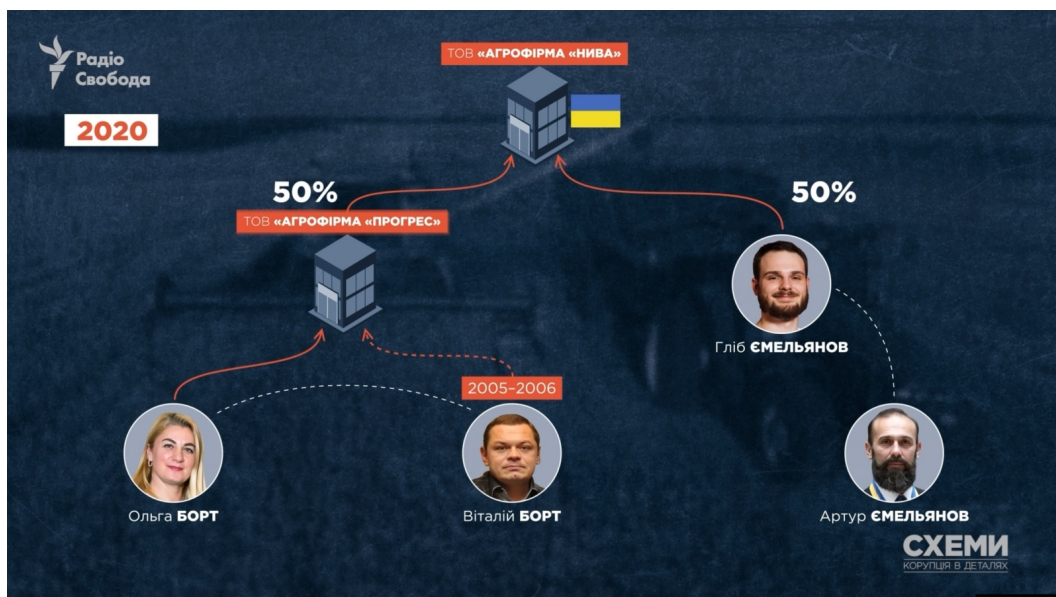 Радіо
Свобода
2020
ТОВ «АГРОФІРМА «НИВА»
50%
50%
ТОВ «АГРОФІРМА «ПРОГРЕС»
Гліб ЄМЕЛЬЯНОВ
2005–2006
Ольга БОРТ
Віталій БОРТ
Артур ЄМЕЛЬЯНОВ
СХЕМИ
КОРУПЦІЯ В ДЕТАЛЯХ